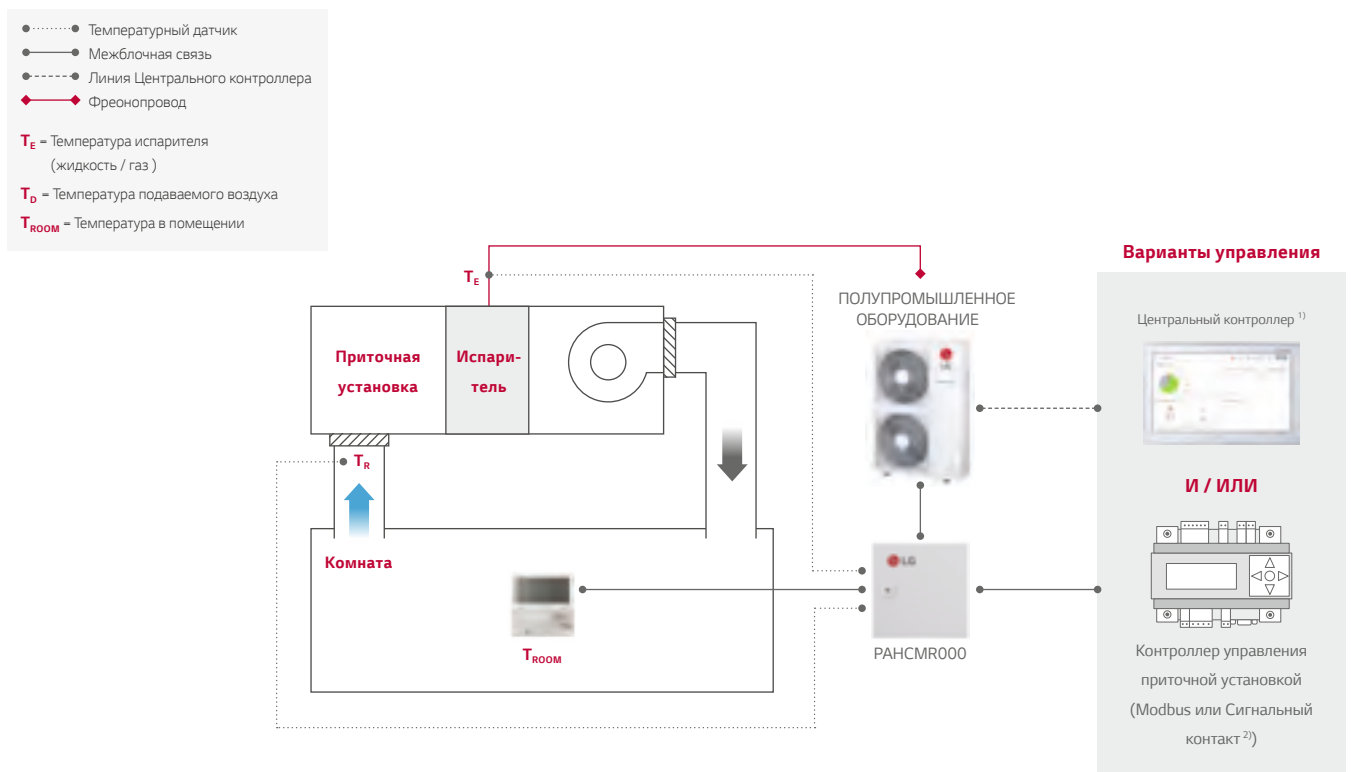 Температурный датчик
Межблочная связь
Линия Центрального контроллера
Фреонопровод
TE = Температура испарителя
(жидкость / газ )
TD = Температура подаваемого воздуха
TROOM = Температура в помещении
Варианты управления
TE
ПОЛУПРОМЫШЛЕННОЕ
ОБОРУДОВАНИЕ
Центральный контроллер 1)
Приточная
установка
Испари-
тель
TR
И / ИЛИ
Комната
LG
TROOM
PAHCMR000
Контроллер управления
приточной установкой
(Modbus или Сигнальный
контакт 2))